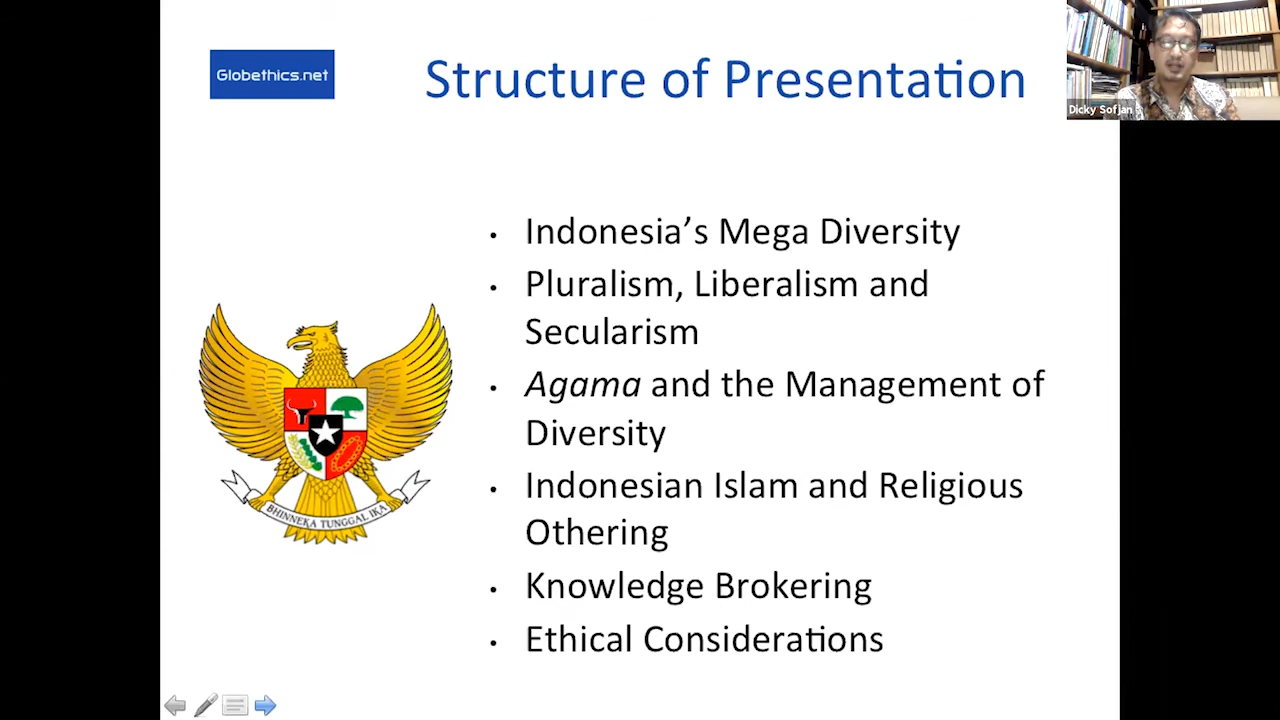 Globethics.net
Structure of Presentation
Dicky Sofjan
• Indonesia’s Mega Diversity
• Pluralism, Liberalism and
Secularism
• Agama and the Management of
Diversity
• Indonesian Islam and Religious
Othering
• Knowledge Brokering
• Ethical Considerations
BHINNEKA TUNGGAL IKA